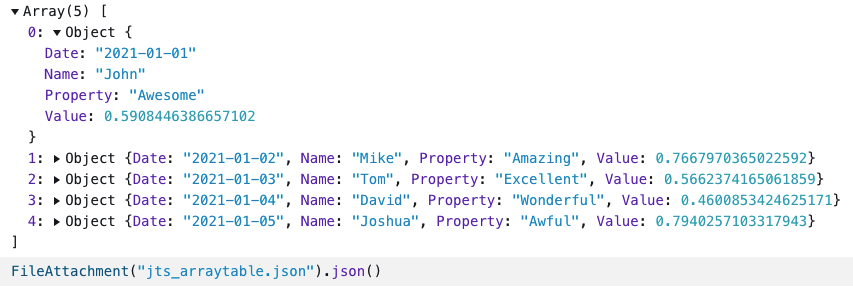 ▾Array(5) [
0: ▾Object {
Date: "2021-01-01"
Name: "John"
Property: "Awesome"
Value: 0.5908446386657102
}
1: ▸Object {Date: "2021-01-02", Name: "Mike", Property: "Amazing", Value: 0.7667970365022592}
2: ▸Object {Date: "2021-01-03", Name: "Tom", Property: "Excellent", Value: 0.5662374165061859}
3: ▸Object {Date: "2021-01-04", Name: "David", Property: "Wonderful", Value: 0.4600853424625171}
4: ▸Object {Date: "2021-01-05", Name: "Joshua", Property: "Awful", Value: 0.7940257103317943}
]
FileAttachment("jts_arraytable.json").json()